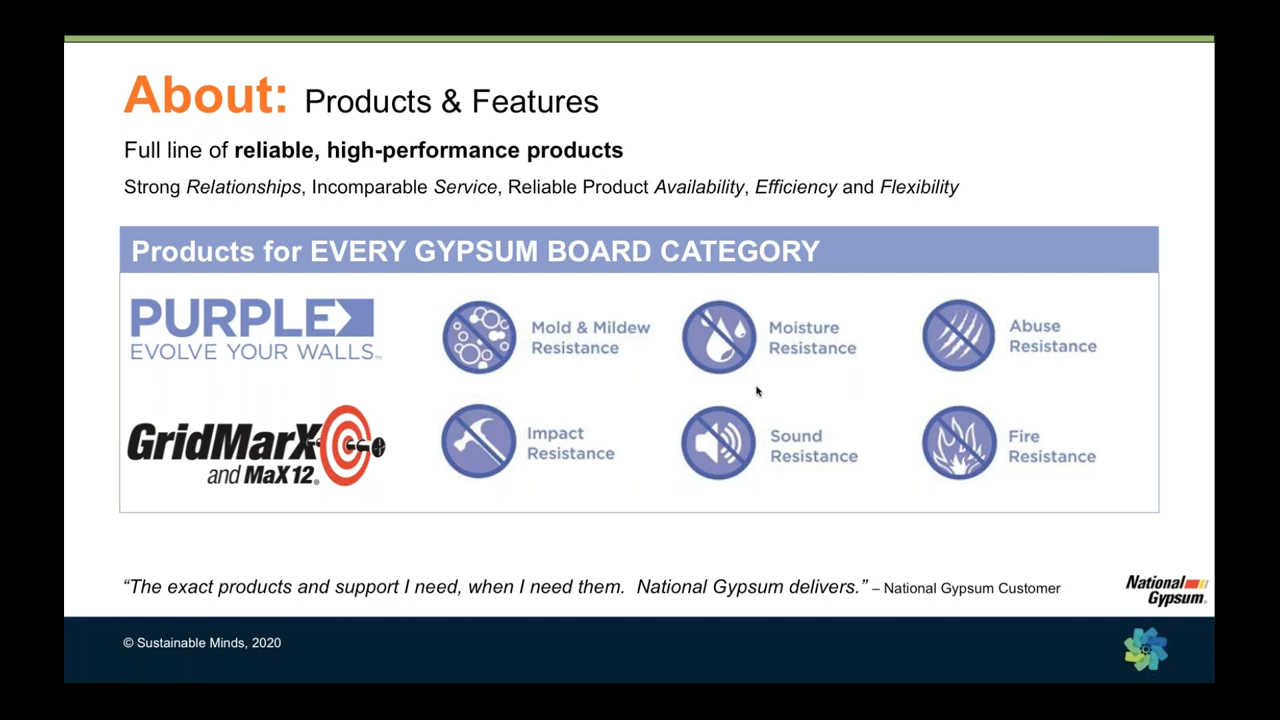 About: Products & Features
Full line of reliable, high-performance products
Strong Relationships, Incomparable Service, Reliable Product Availability, Efficiency and Flexibility
Products for EVERY GYPSUM BOARD CATEGORY
PURPLE
EVOLVE YOUR WALLS™
Mold & Mildew
Resistance
Moisture
Resistance
Abuse
Resistance
GridMarX
and MaX 12®
Impact
Resistance
Sound
Resistance
Fire
Resistance
“The exact products and support I need, when I need them.  National Gypsum delivers.” – National Gypsum Customer
National
Gypsum®
© Sustainable Minds, 2020